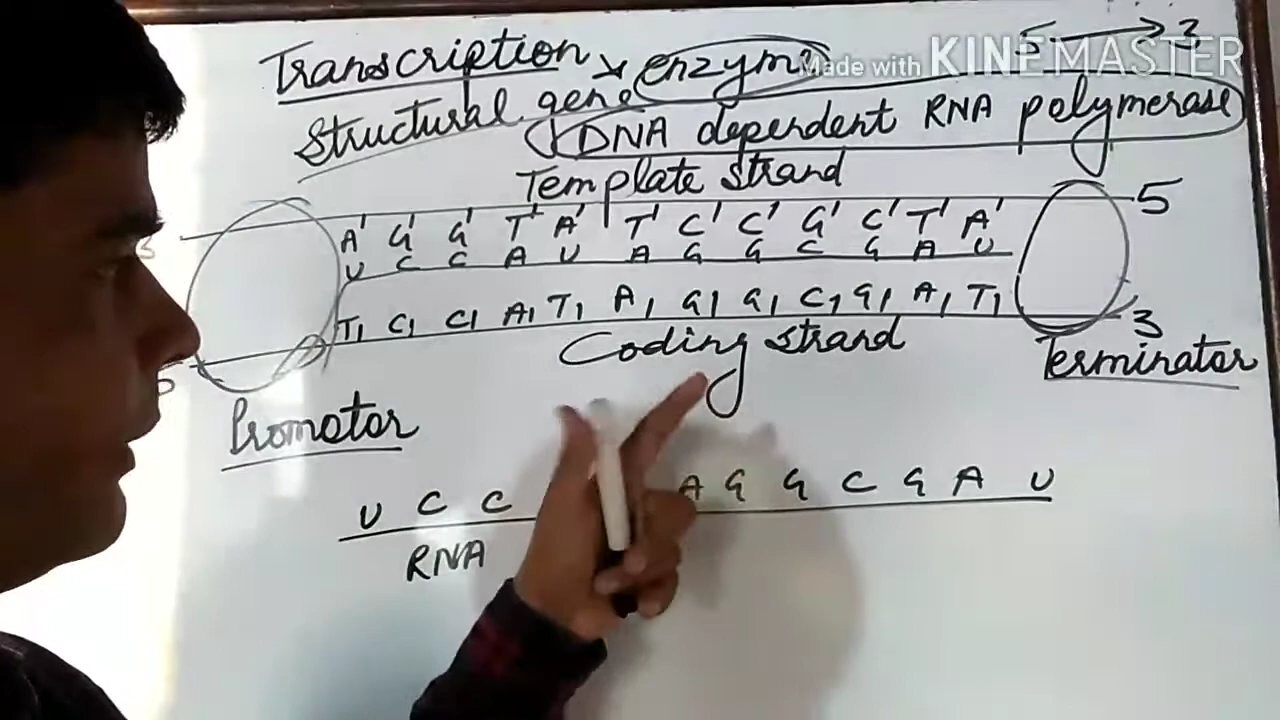 Transcription
enzyme
5 → 3
Made with KINEMASTER
structural gene
DNA dependent RNA polymerase
Template strand
5
A G G T A T C C G C T A
U C C A U A G G C G A U
T C C A T A G G C G A T
3
Coding strand
Terminator
Promotor
U C C A G G C G A U
RNA